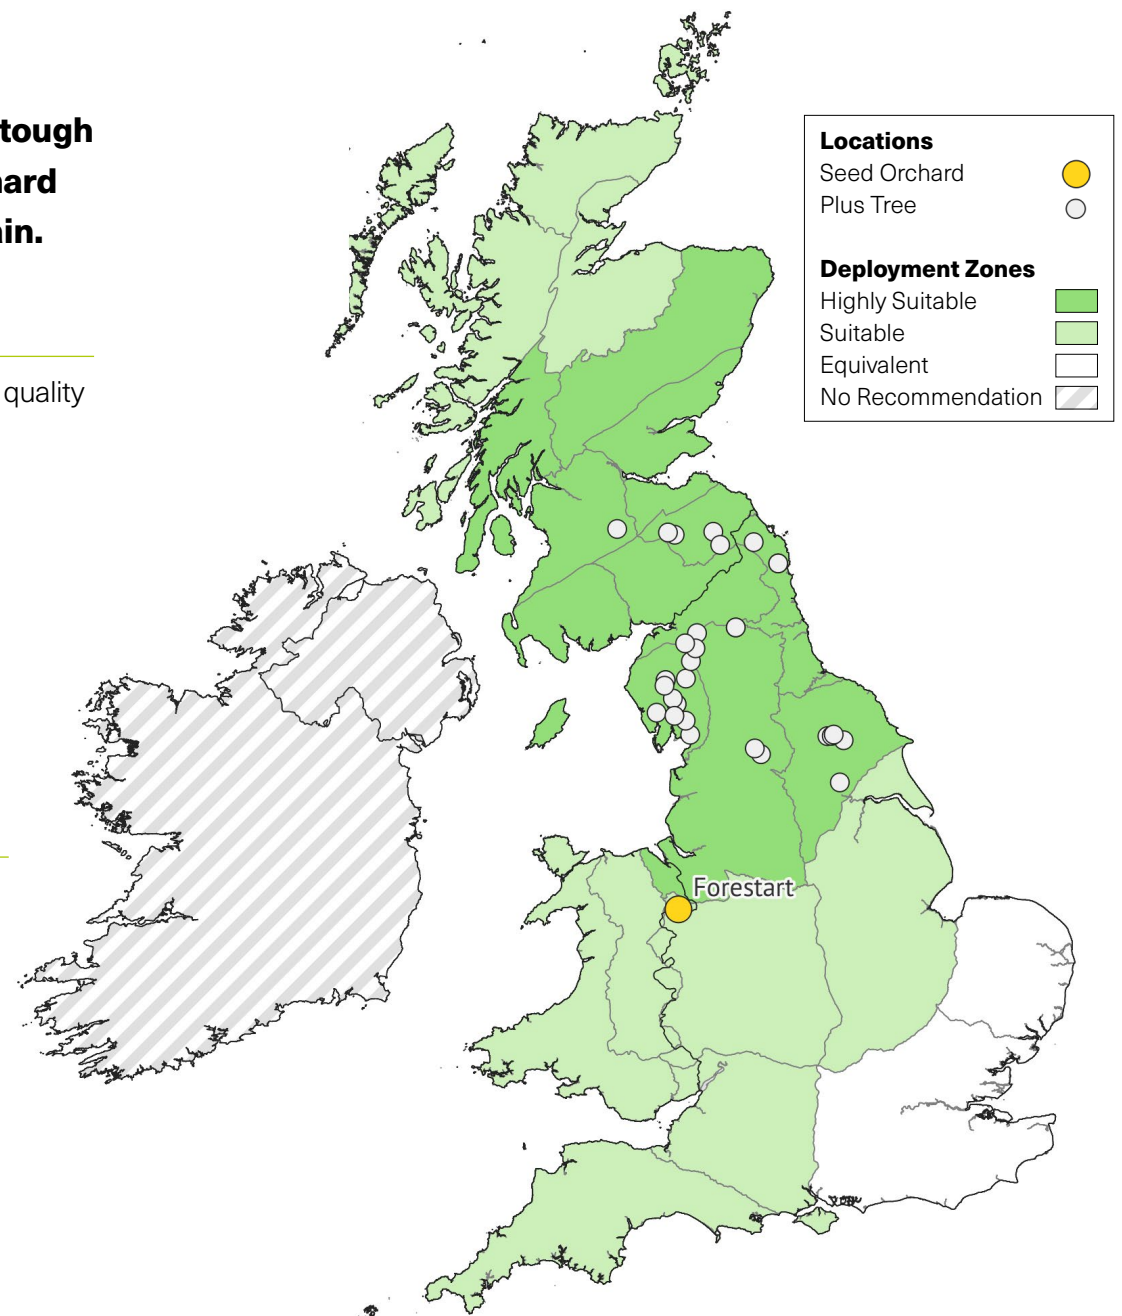 tough
ard
in.
quality
Locations
Seed Orchard
Plus Tree
Deployment Zones
Highly Suitable
Suitable
Equivalent
No Recommendation
Forestart